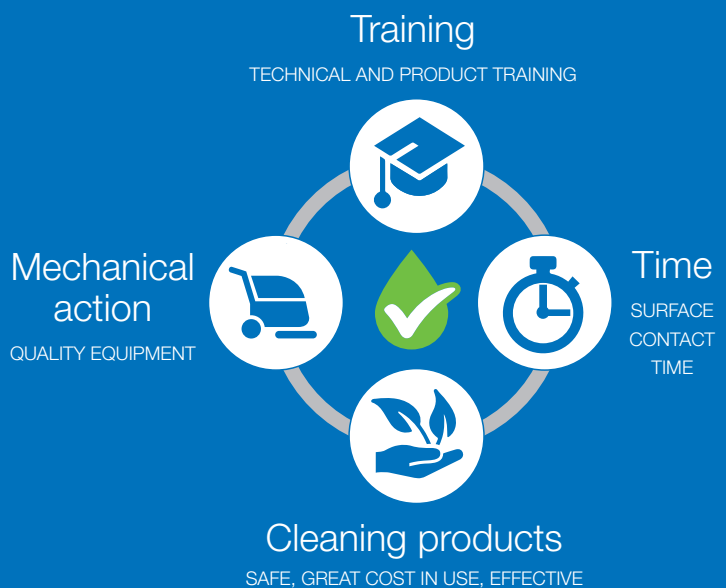 Training
TECHNICAL AND PRODUCT TRAINING
Mechanical
action
QUALITY EQUIPMENT
Time
SURFACE
CONTACT
TIME
Cleaning products
SAFE, GREAT COST IN USE, EFFECTIVE